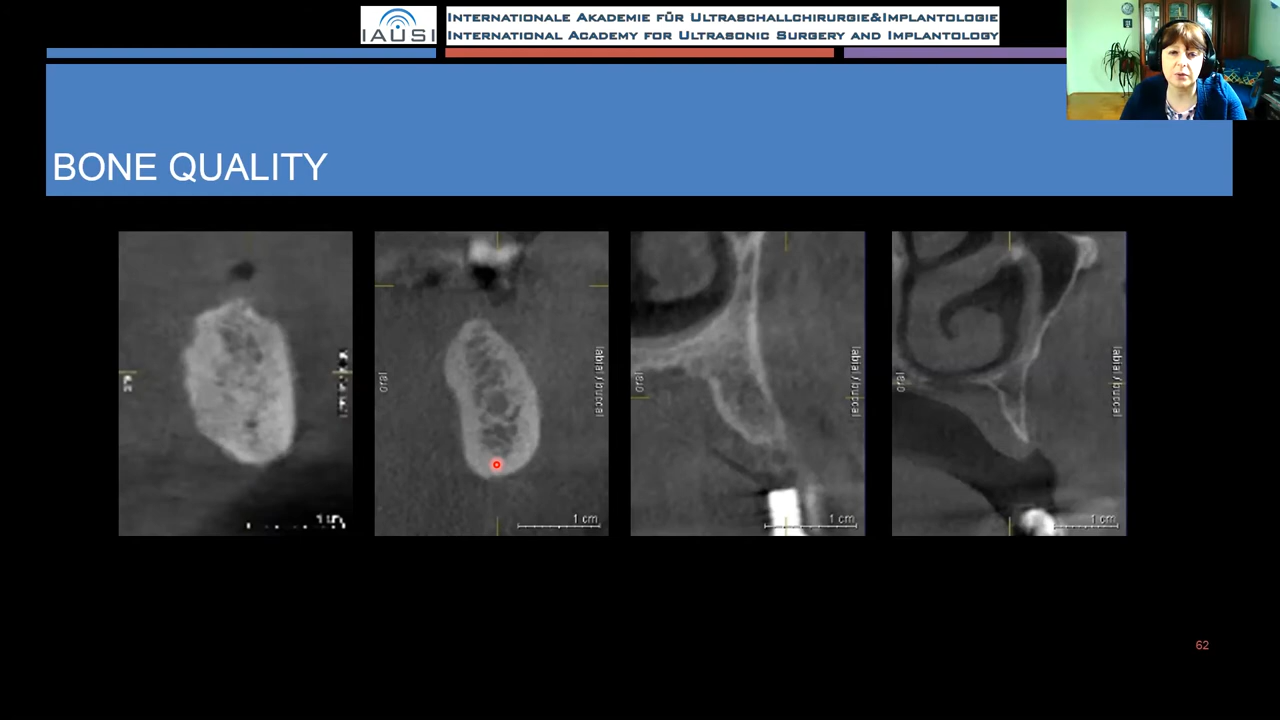 IAUSI
INTERNATIONALE AKADEMIE FÜR ULTRASCHALLCHIRURGIE&IMPLANTOLOGIE
INTERNATIONAL ACADEMY FOR ULTRASONIC SURGERY AND IMPLANTOLOGY
BONE QUALITY
oral
labial/buccal
1 cm
oral
labial/buccal
1 cm
oral
labial/buccal
1 cm
62